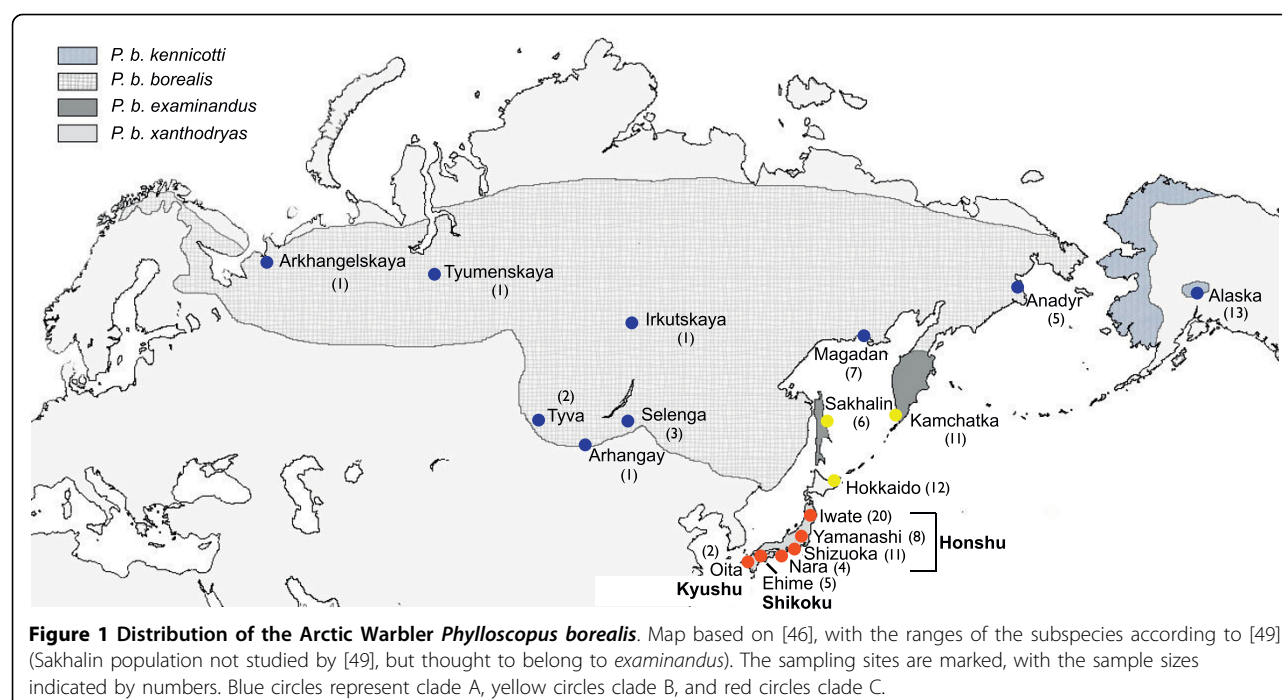 P. b. kennicotti
P. b. borealis
P. b. examinandus
P. b. xanthodryas
Arkhangelskaya
(1)
Tyumenskaya
(1)
Irkutskaya
(1)
Anadyr
(5)
Alaska
(13)
Magadan
(7)
(2)
Tyva
Selenga
(3)
Arhangay
(1)
Sakhalin
(6)
Kamchatka
(11)
Hokkaido (12)
Iwate (20)
Yamanashi (8)
Shizuoka (11)
Nara (4)
Honshu
(2)
Oita
Kyushu
Ehime (5)
Shikoku
Figure 1 Distribution of the Arctic Warbler Phylloscopus borealis. Map based on [46], with the ranges of the subspecies according to [49]
(Sakhalin population not studied by [49], but thought to belong to examinandus). The sampling sites are marked, with the sample sizes
indicated by numbers. Blue circles represent clade A, yellow circles clade B, and red circles clade C.